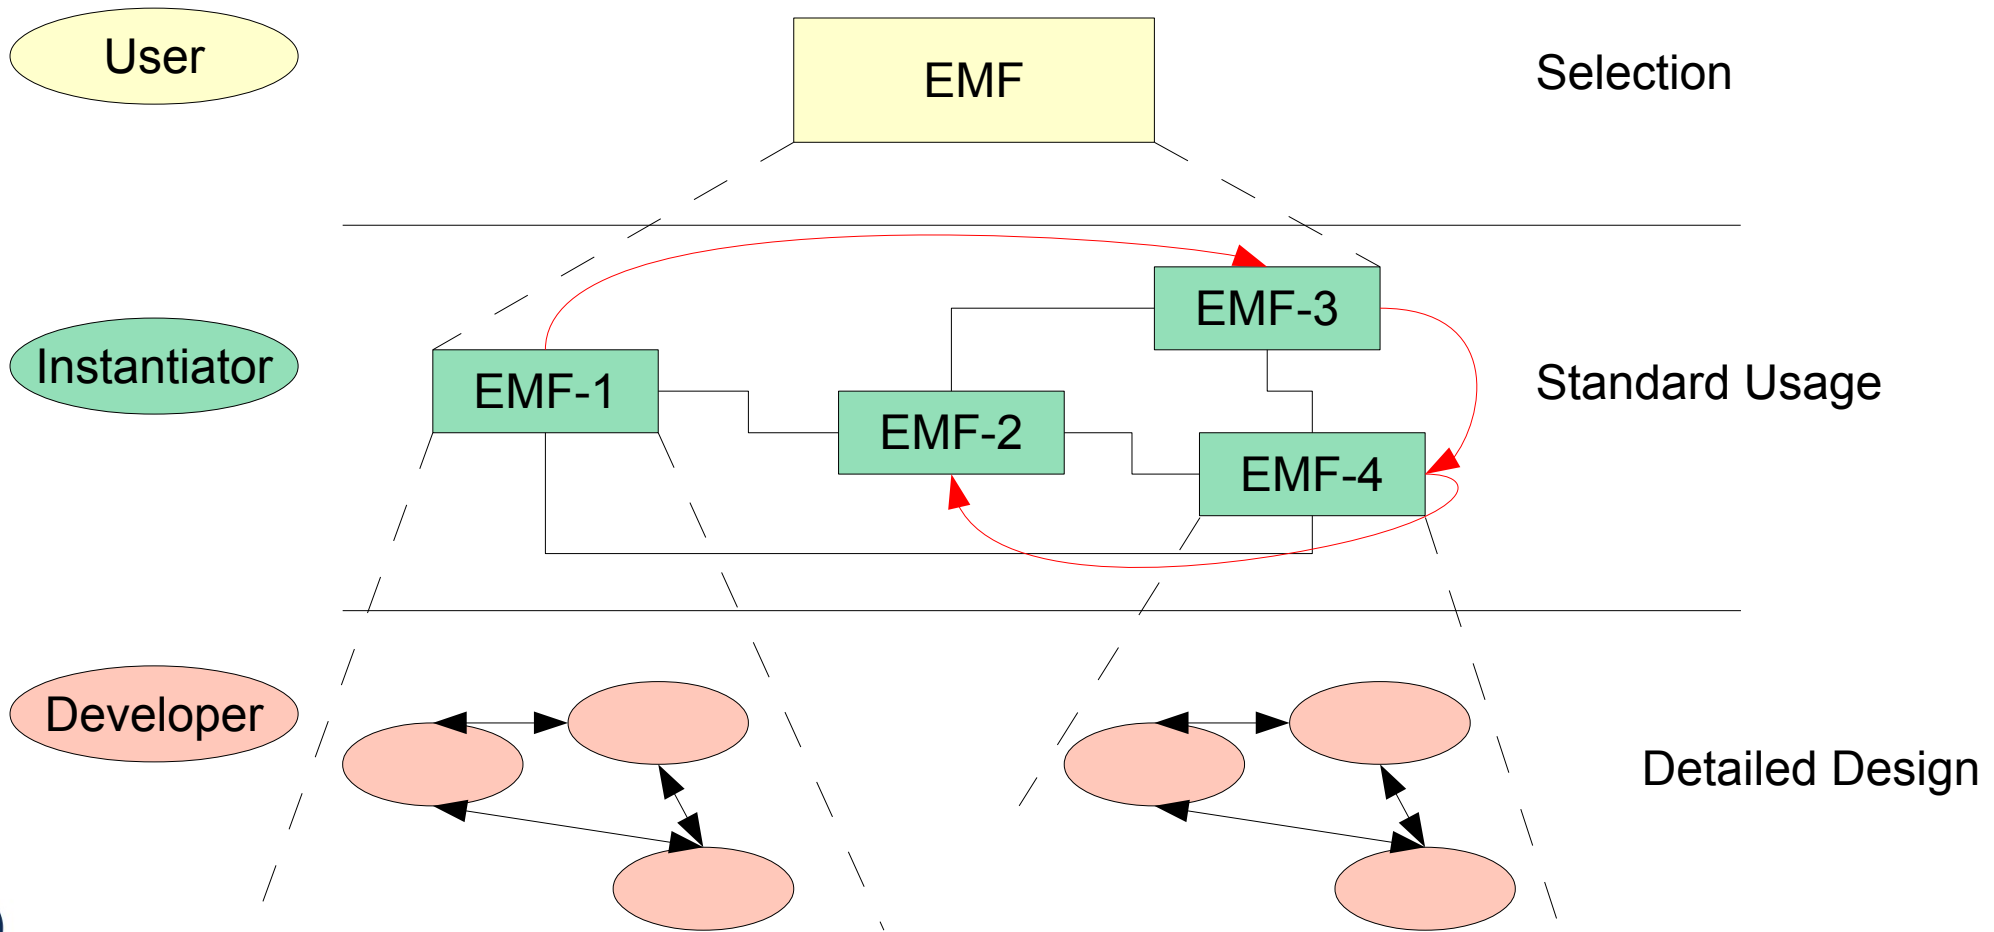 User
EMF
Selection
Instantiator
EMF-1
EMF-2
EMF-3
EMF-4
Standard Usage
Developer
Detailed Design